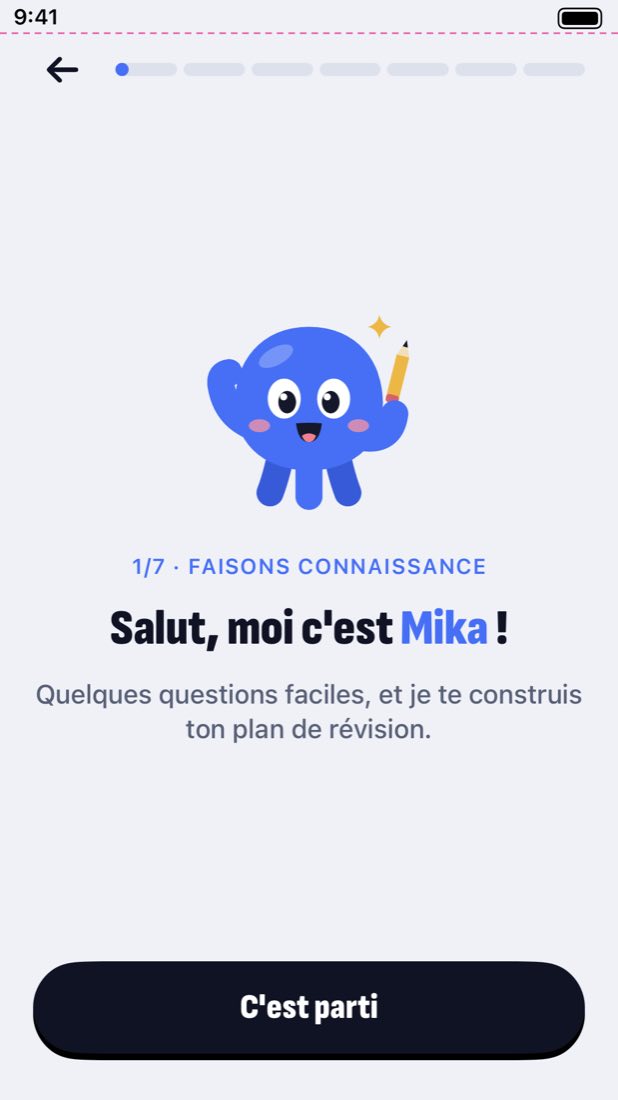 9:41
1/7 · FAISONS CONNAISSANCE
Salut, moi c'est Mika !
Quelques questions faciles, et je te construis
ton plan de révision.
C'est parti